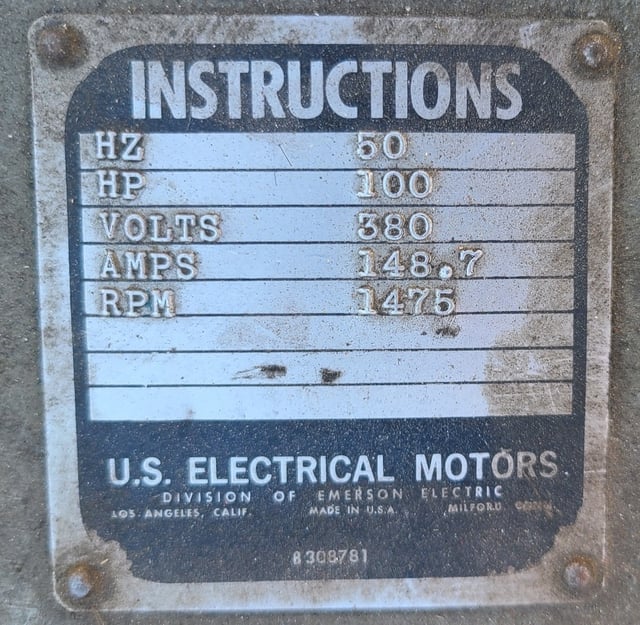 INSTRUCTIONS
HZ 50
HP 100
VOLTS 380
AMPS 148.7
RPM 1475
U.S. ELECTRICAL MOTORS
DIVISION OF EMERSON ELECTRIC
LOS ANGELES, CALIF. MADE IN U.S.A. MILFORD CONN.
8308781